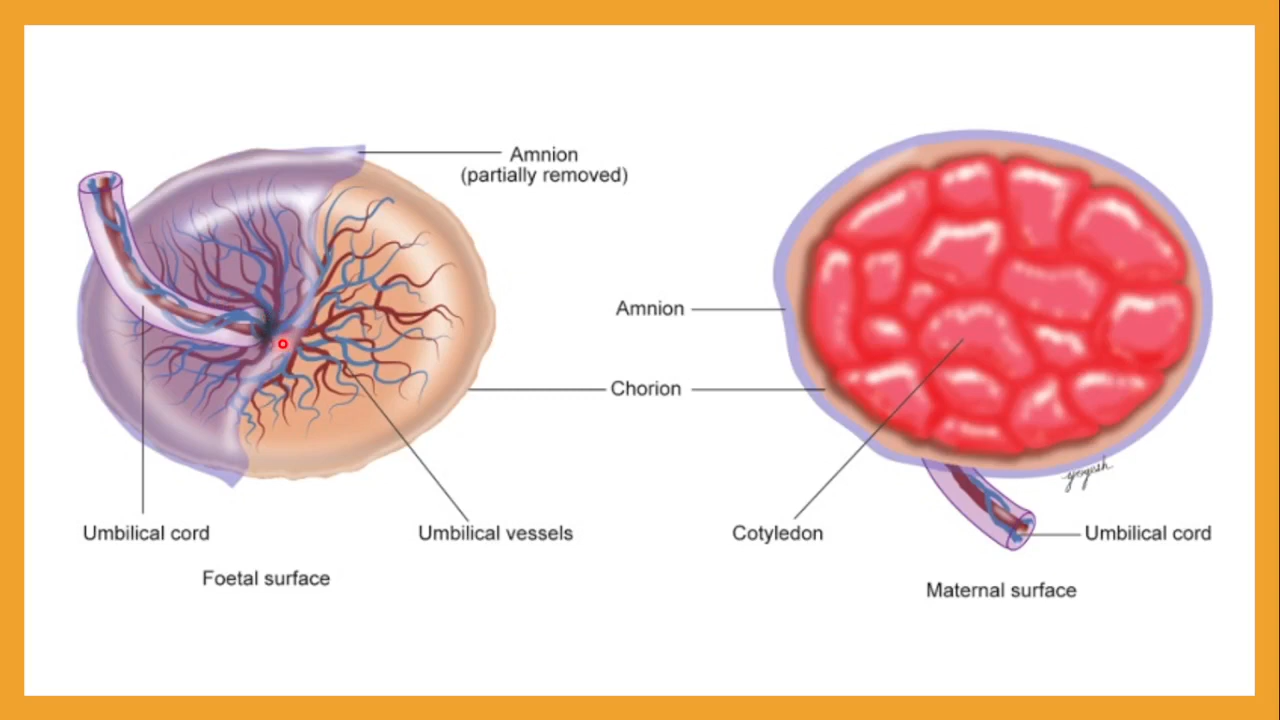 Amnion
(partially removed)
Amnion
Chorion
Umbilical cord
Umbilical vessels
Foetal surface
Cotyledon
Umbilical cord
Maternal surface